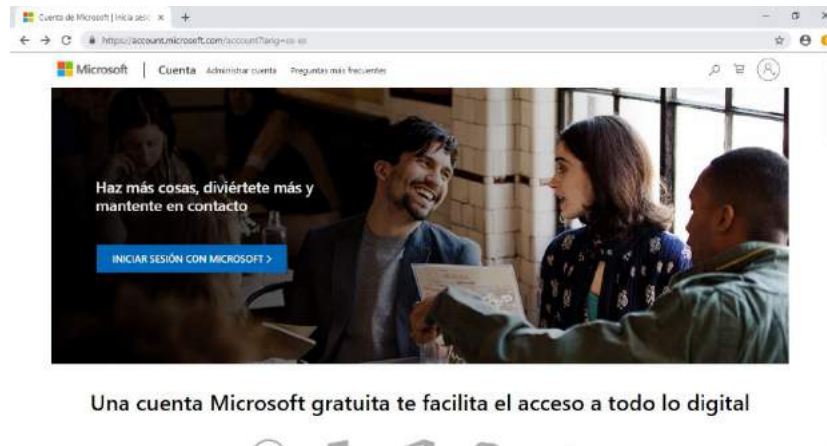 Cuenta de Microsoft | Inicia sesi
https://account.microsoft.com/account?lang=es-es
Microsoft | Cuenta Administrar cuenta Preguntas más frecuentes
Haz más cosas, diviértete más y
mantente en contacto
INICIAR SESIÓN CON MICROSOFT >
Una cuenta Microsoft gratuita te facilita el acceso a todo lo digital